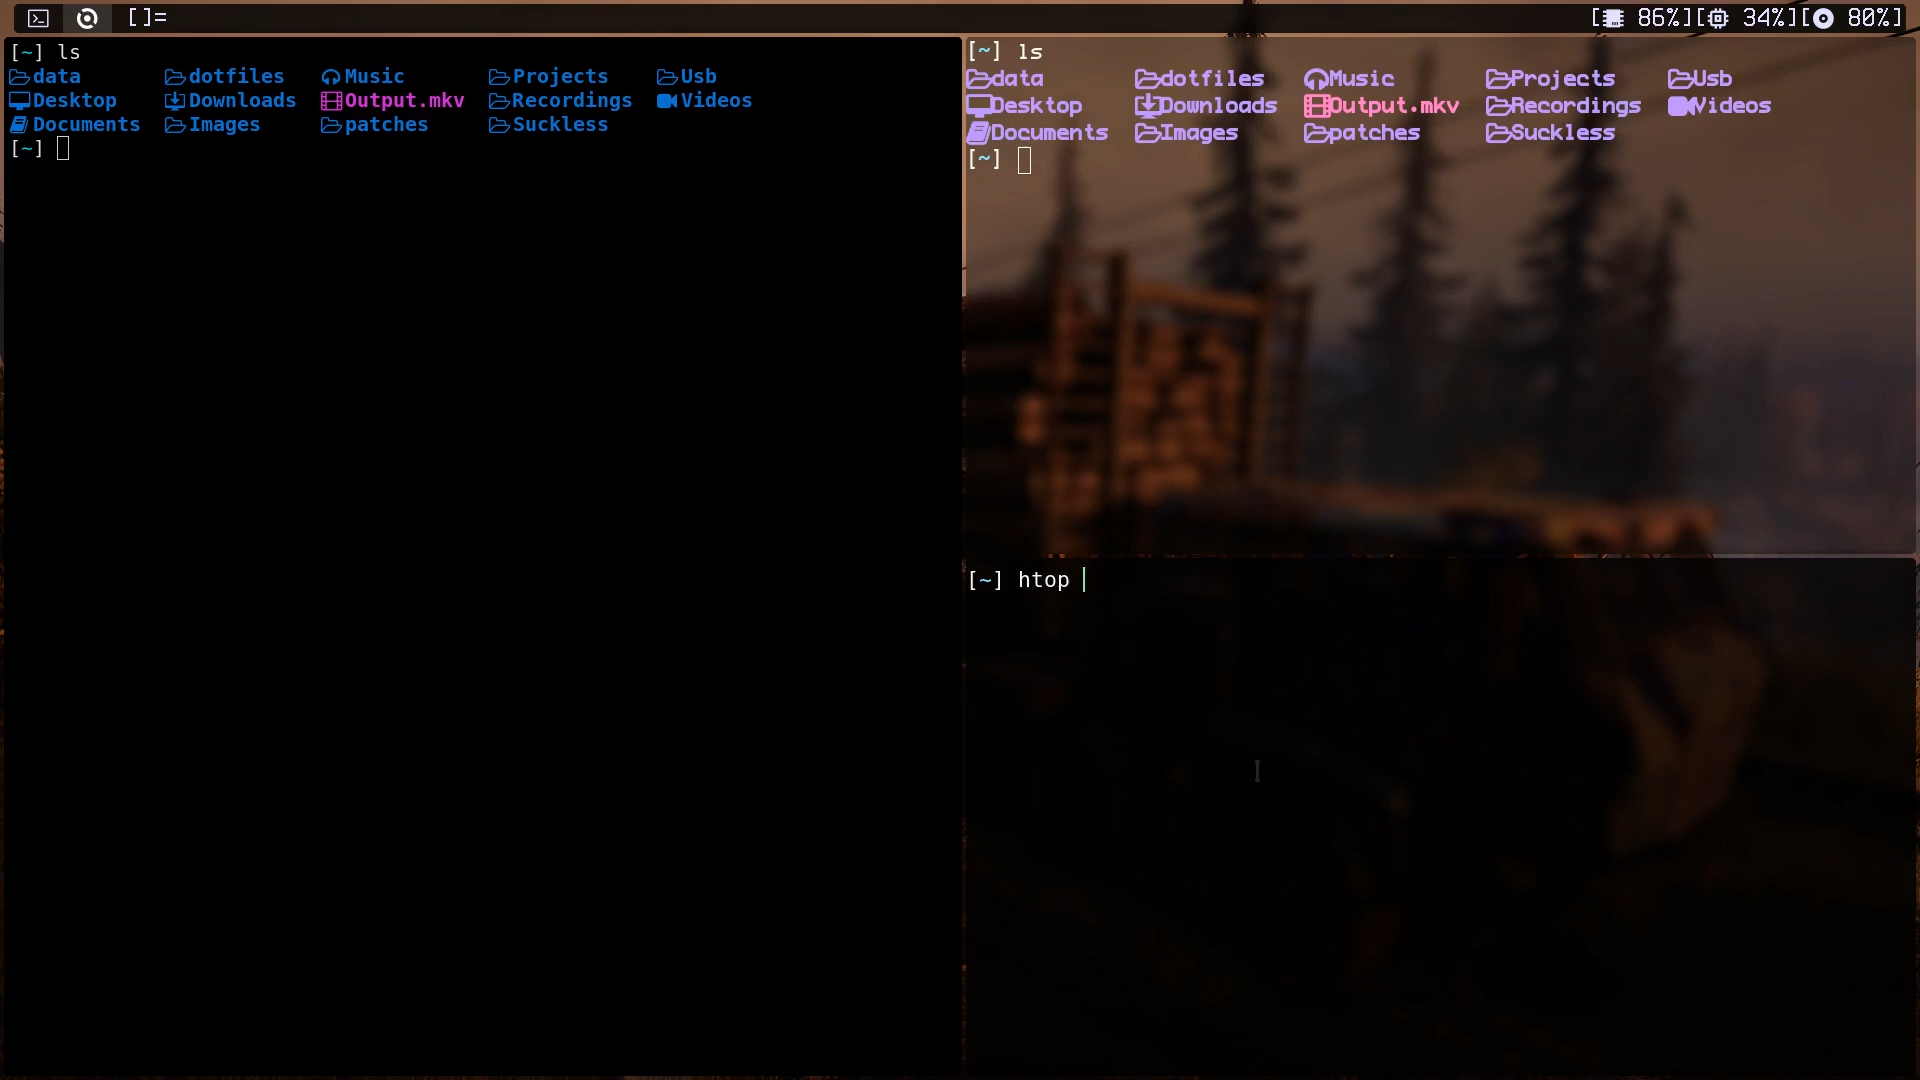 []= [ 86%][ 34%][ 80%]
[~] ls
data dotfiles Music Projects Usb
Desktop Downloads Output.mkv Recordings Videos
Documents Images patches Suckless
[~]
[~] ls
data dotfiles Music Projects Usb
Desktop Downloads Output.mkv Recordings Videos
Documents Images patches Suckless
[~]
[~] htop